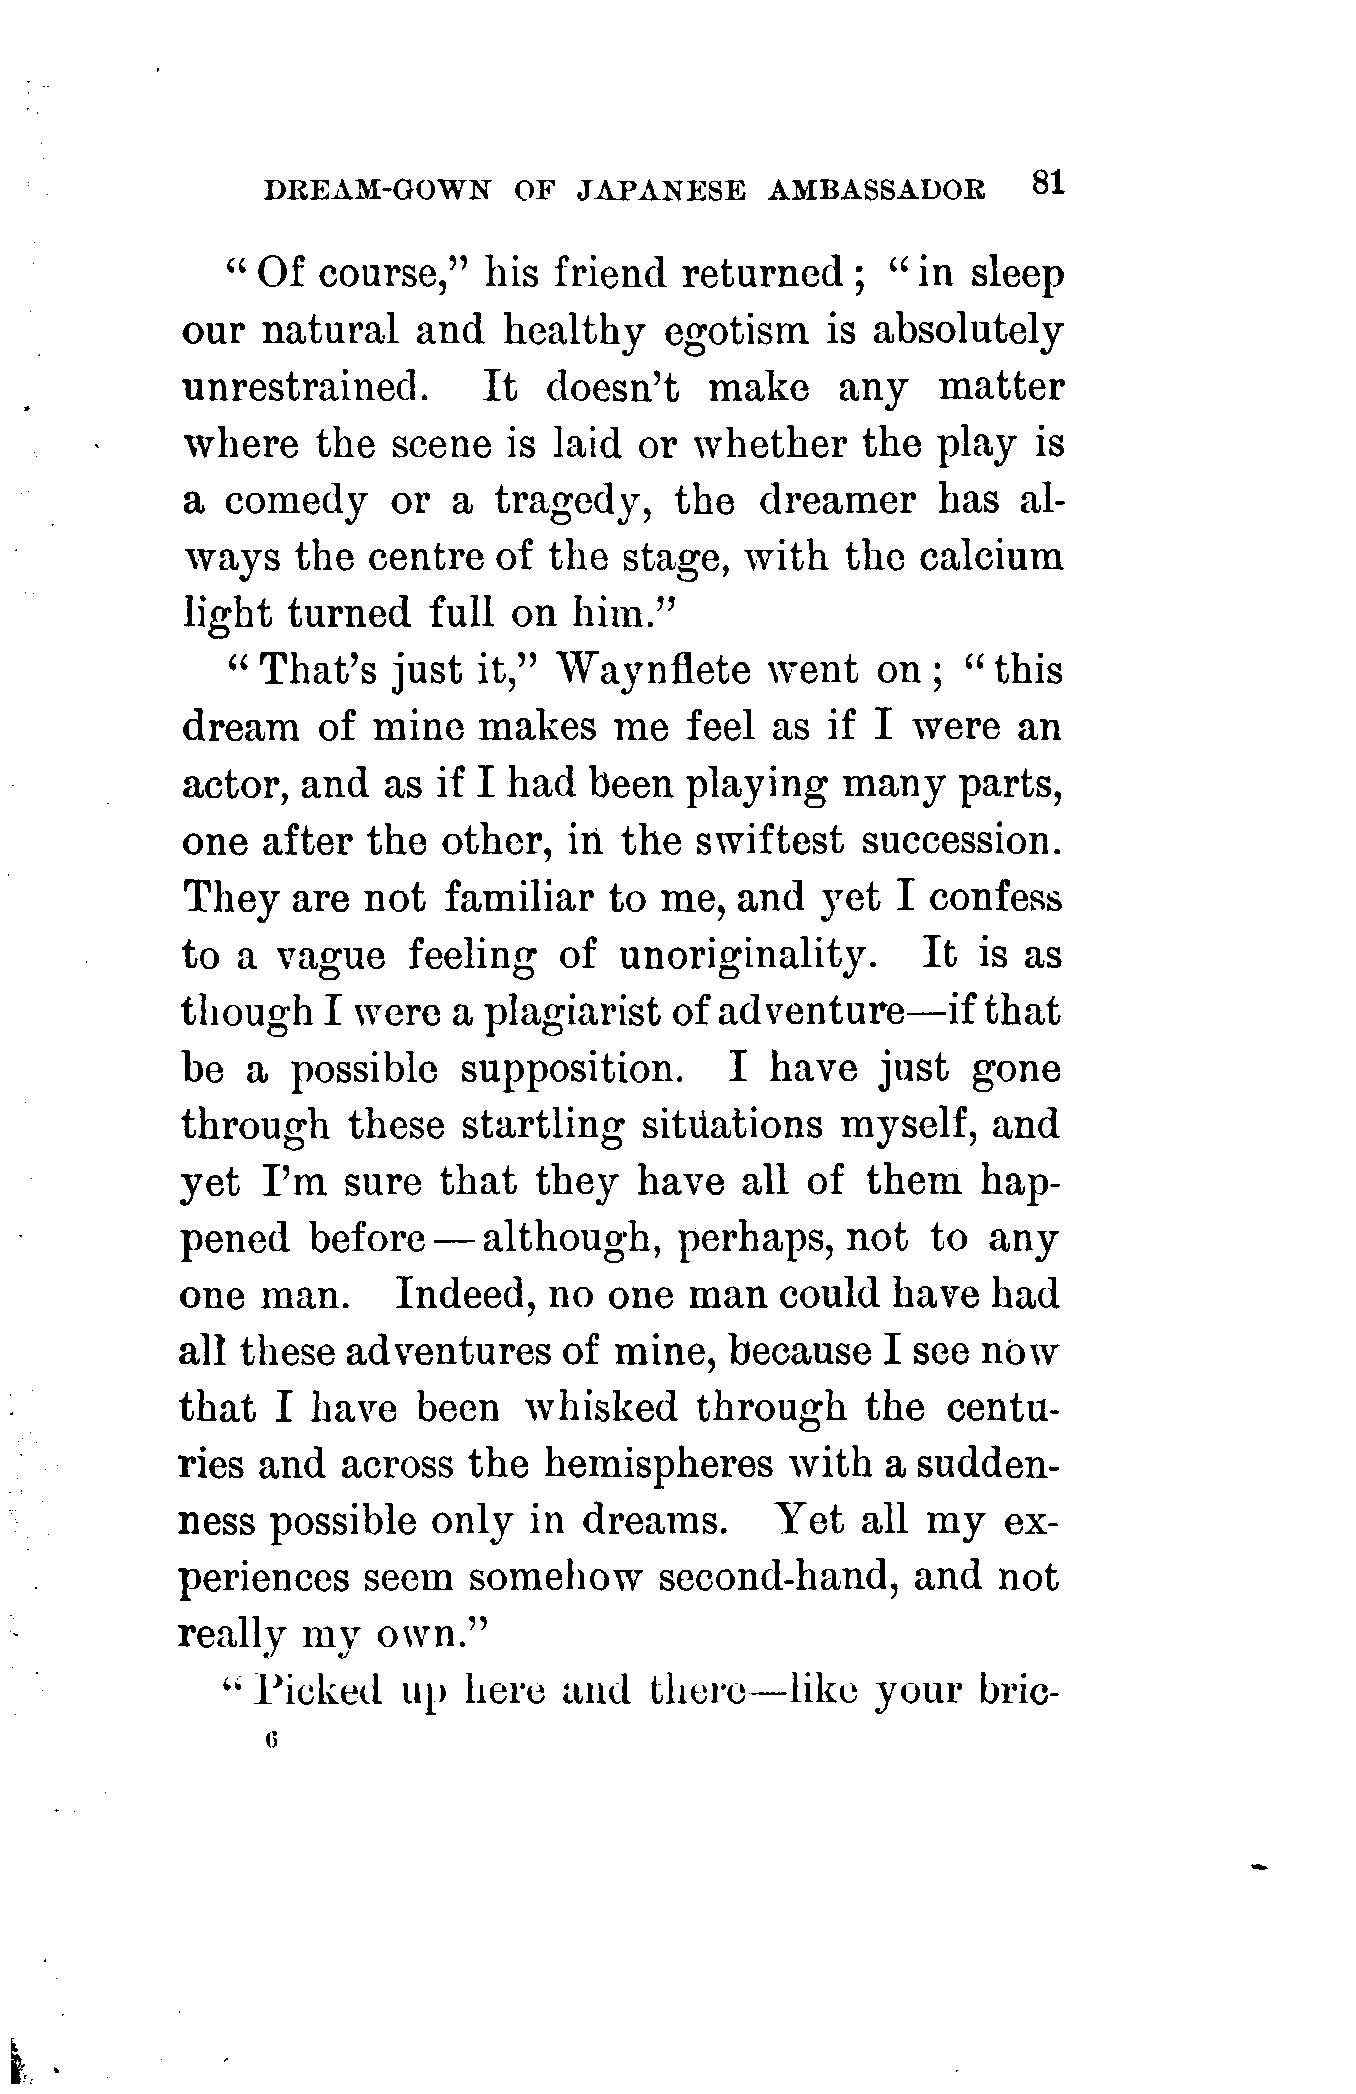 DREAM-GOWN OF JAPANESE AMBASSADOR 81
“ Of course,” his friend returned ; “ in sleep
our natural and healthy egotism is absolutely
unrestrained. It doesn’t make any matter
where the scene is laid or whether the play is
a comedy or a tragedy, the dreamer has al-
ways the centre of the stage, with the calcium
light turned full on him.”
“ That’s just it,” Waynflete went on ; “ this
dream of mine makes me feel as if I were an
actor, and as if I had been playing many parts,
one after the other, in the swiftest succession.
They are not familiar to me, and yet I confess
to a vague feeling of unoriginality. It is as
though I were a plagiarist of adventure—if that
be a possible supposition. I have just gone
through these startling situations myself, and
yet I’m sure that they have all of them hap-
pened before — although, perhaps, not to any
one man. Indeed, no one man could have had
all these adventures of mine, because I see now
that I have been whisked through the centu-
ries and across the hemispheres with a sudden-
ness possible only in dreams. Yet all my ex-
periences seem somehow second-hand, and not
really my own.”
“ Picked up here and there—like your bric-
6